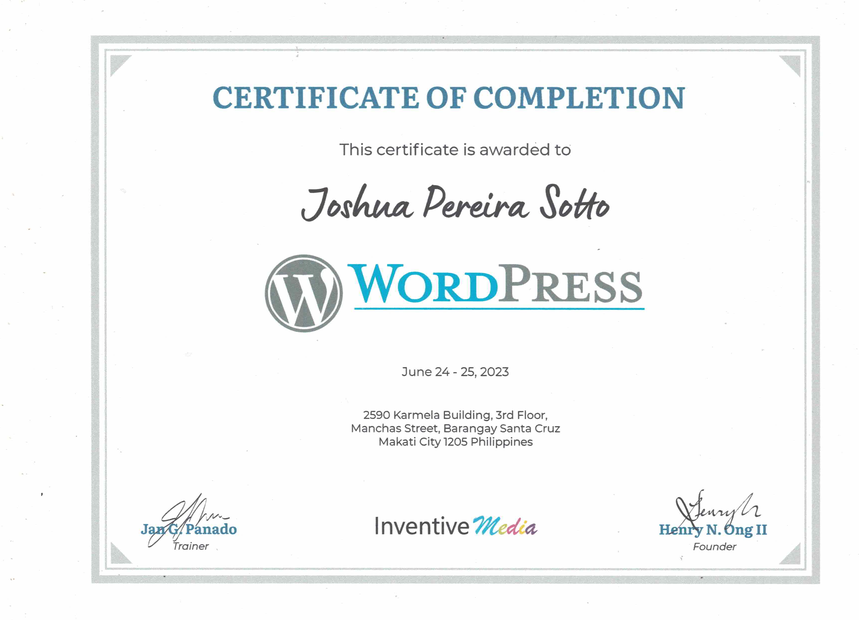 CERTIFICATE OF COMPLETION
This certificate is awarded to
Joshua Pereira Sotto
WORDPRESS
June 24 - 25, 2023
2590 Karmela Building, 3rd Floor,
Manchas Street, Barangay Santa Cruz
Makati City 1205 Philippines
Jan G. Panado
Trainer
Inventive Media
Henry N. Ong II
Founder